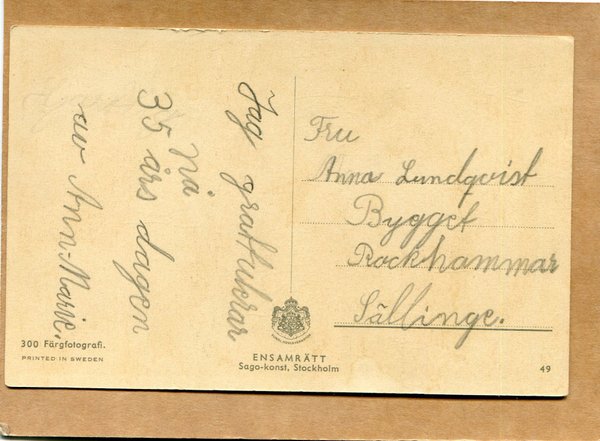 Jag grattulerar
på
35 års dagen
av Ann-Marie.
Fru
Anna Lundqvist
Bygget
Rockhammar
Sällinge.
300 Färgfotografi.
PRINTED IN SWEDEN
ENSAMRÄTT
Sago-konst, Stockholm
49